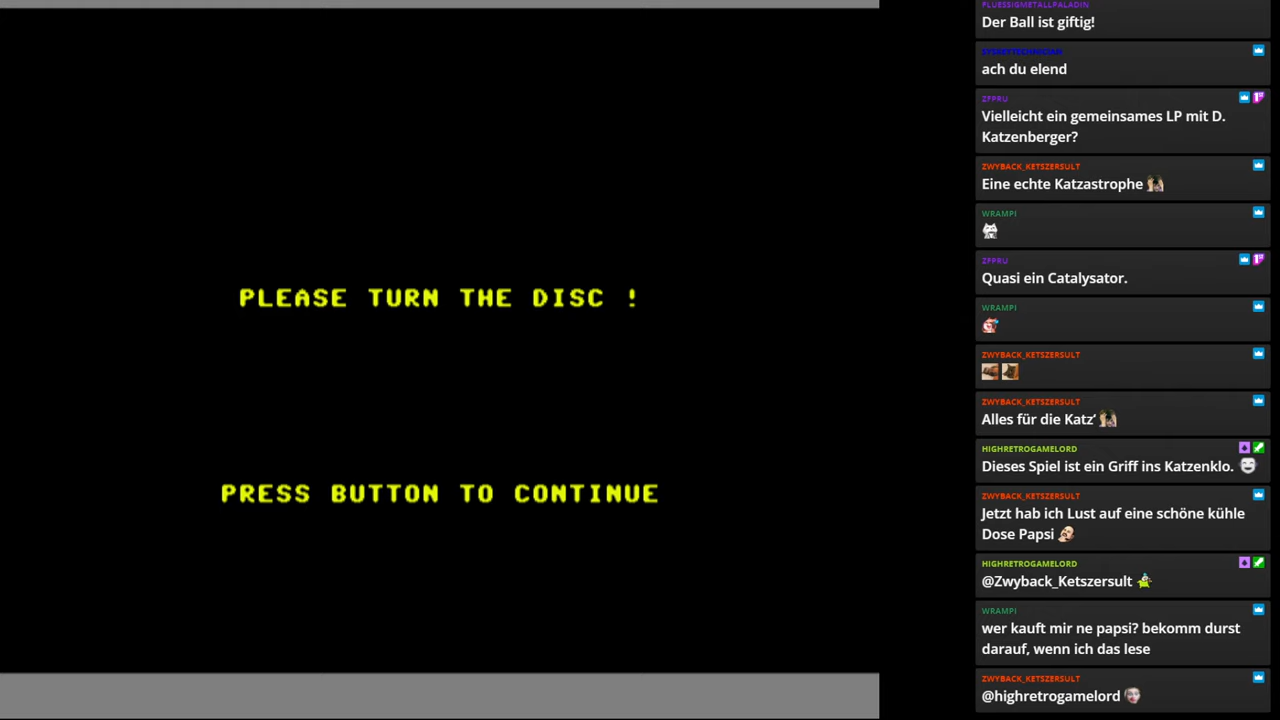 PLEASE TURN THE DISC !
PRESS BUTTON TO CONTINUE
FLUESSIGMETALLPALADIN
Der Ball ist giftig!
ach du elend
ZFPRU
Vielleicht ein gemeinsames LP mit D.
Katzenberger?
ZWYBACK_KETSZERSULT
Eine echte Katzastrophe
WRAMPI
ZFPRU
Quasi ein Catalysator.
WRAMPI
ZWYBACK_KETSZERSULT
ZWYBACK_KETSZERSULT
Alles für die Katz’
HIGHRETROGAMELORD
Dieses Spiel ist ein Griff ins Katzenklo.
ZWYBACK_KETSZERSULT
Jetzt hab ich Lust auf eine schöne kühle
Dose Papsi
HIGHRETROGAMELORD
@Zwyback_Ketszersult
WRAMPI
wer kauft mir ne papsi? bekomm durst
darauf, wenn ich das lese
ZWYBACK_KETSZERSULT
@highretrogamelord